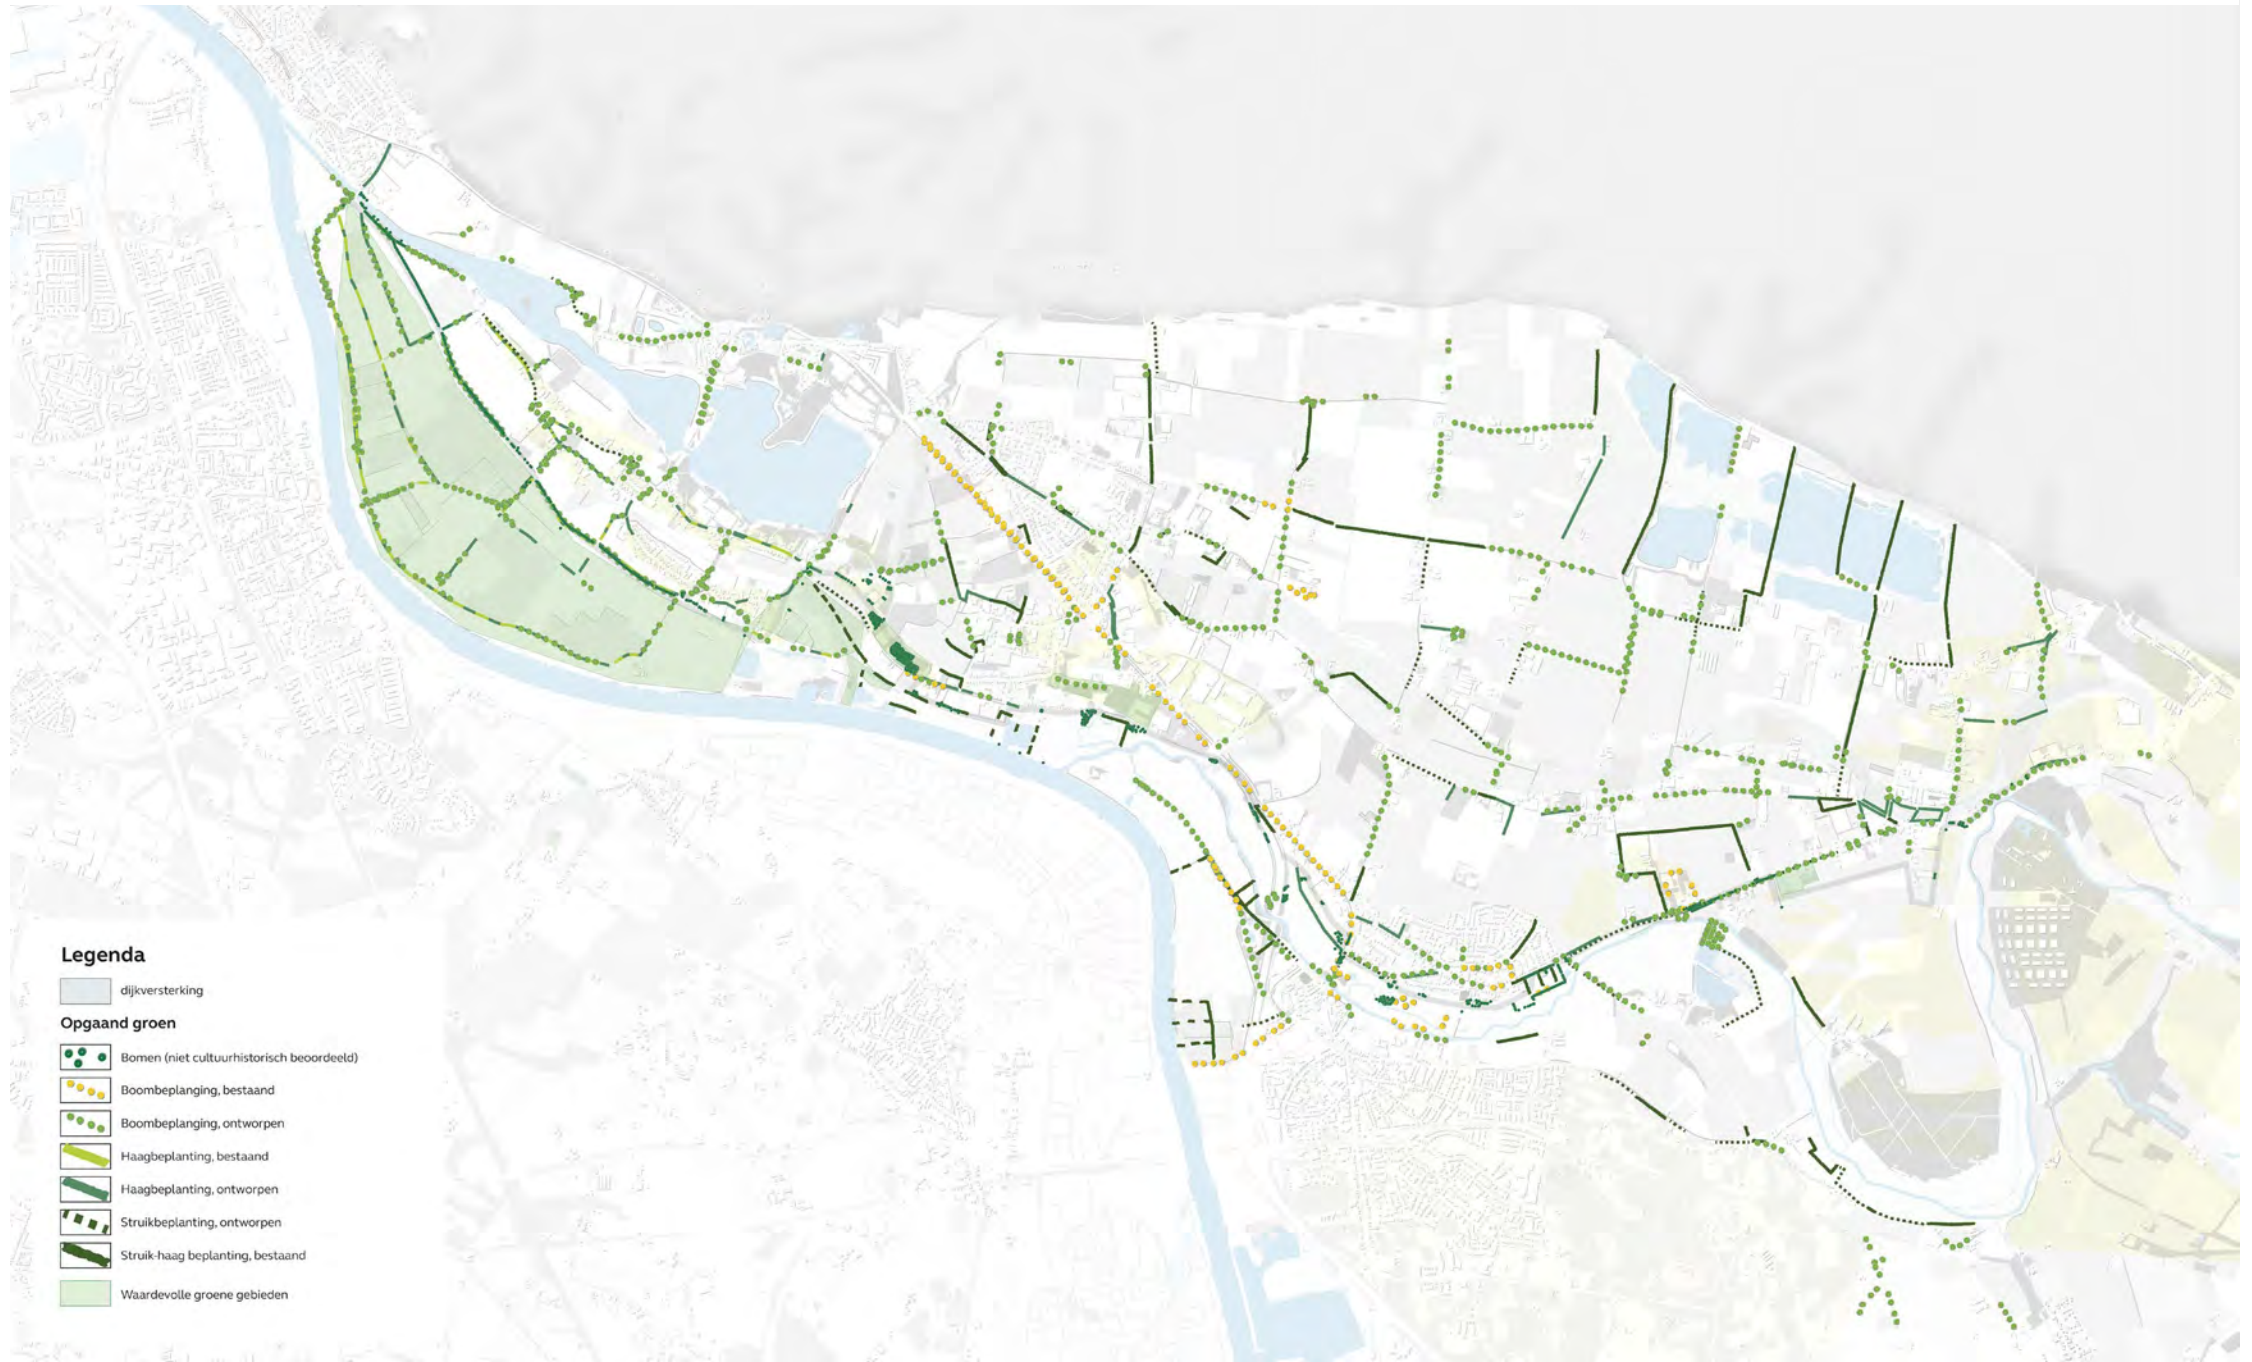 Legenda
dijkversterking
Opgaand groen
Bomen (niet cultuurhistorisch beoordeeld)
Boombeplanging, bestaand
Boombeplanging, ontworpen
Haagbeplanting, bestaand
Haagbeplanting, ontworpen
Struikbeplanting, ontworpen
Struik-haag beplanting, bestaand
Waardevolle groene gebieden